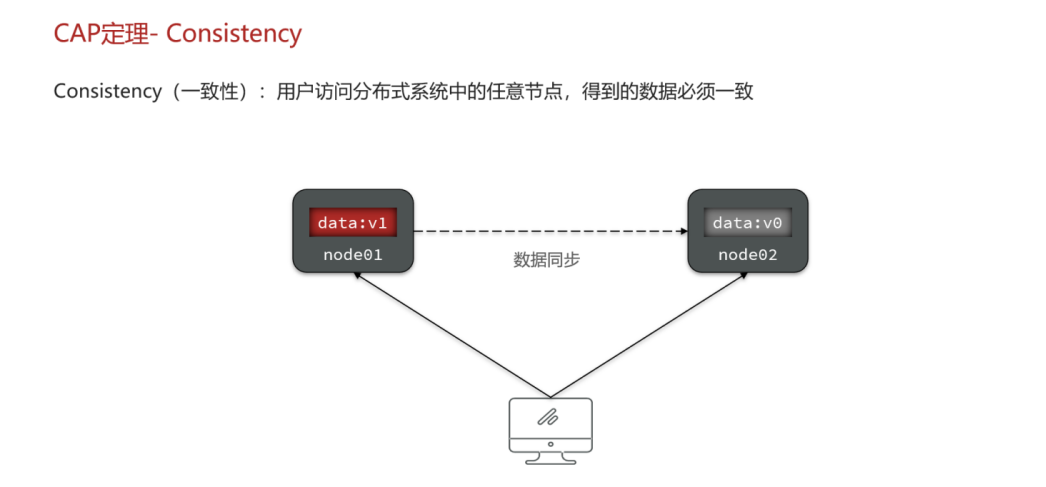 CAP定理- Consistency
Consistency（一致性）：用户访问分布式系统中的任意节点，得到的数据必须一致
data:v1
node01
数据同步
data:v0
node02